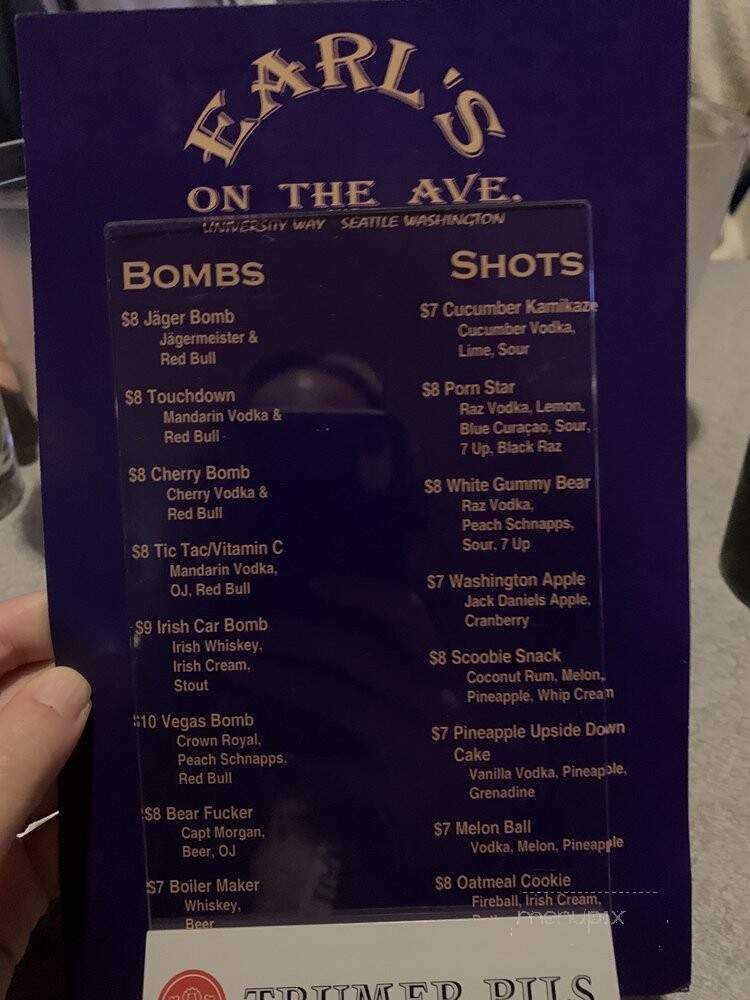 EARL'S
ON THE AVE.
UNIVERSITY WAY SEATTLE WASHINGTON
BOMBS
$8 Jäger Bomb
Jägermeister &
Red Bull
$8 Touchdown
Mandarin Vodka &
Red Bull
$8 Cherry Bomb
Cherry Vodka &
Red Bull
$8 Tic Tac/Vitamin C
Mandarin Vodka,
OJ, Red Bull
$9 Irish Car Bomb
Irish Whiskey,
Irish Cream,
Stout
$10 Vegas Bomb
Crown Royal,
Peach Schnapps,
Red Bull
$8 Bear Fucker
Capt Morgan,
Beer, OJ
$7 Boiler Maker
Whiskey,
Beer
SHOTS
$7 Cucumber Kamikaze
Cucumber Vodka,
Lime, Sour
$8 Porn Star
Raz Vodka, Lemon,
Blue Curaçao, Sour,
7 Up, Black Raz
$8 White Gummy Bear
Raz Vodka,
Peach Schnapps,
Sour, 7 Up
$7 Washington Apple
Jack Daniels Apple,
Cranberry
$8 Scoobie Snack
Coconut Rum, Melon,
Pineapple, Whip Cream
$7 Pineapple Upside Down
Cake
Vanilla Vodka, Pineapple,
Grenadine
$7 Melon Ball
Vodka, Melon, Pineapple
$8 Oatmeal Cookie
Fireball, Irish Cream,
menupix
TRUMER PILS